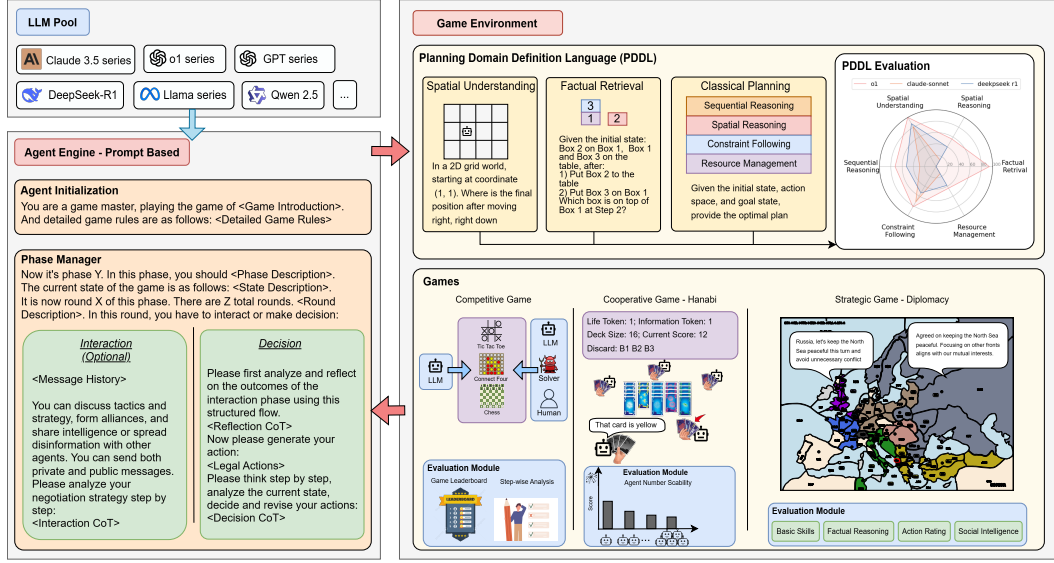 LLM Pool
Claude 3.5 series
o1 series
GPT series
DeepSeek-R1
Llama series
Qwen 2.5
...
Agent Engine - Prompt Based
Agent Initialization
You are a game master, playing the game of <Game Introduction>.
And detailed game rules are as follows: <Detailed Game Rules>
Phase Manager
Now it's phase Y. In this phase, you should <Phase Description>.
The current state of the game is as follows: <State Description>.
It is now round X of this phase. There are Z total rounds. <Round
Description>. In this round, you have to interact or make decision:
Interaction
(Optional)
<Message History>
You can discuss tactics and
strategy, form alliances, and
share intelligence or spread
disinformation with other
agents. You can send both
private and public messages.
Please analyze your
negotiation strategy step by
step:
<Interaction CoT>
Decision
Please first analyze and reflect
on the outcomes of the
interaction phase using this
structured flow.
<Reflection CoT>
Now please generate your
action:
<Legal Actions>
Please think step by step,
analyze the current state,
decide and revise your actions:
<Decision CoT>
Game Environment
Planning Domain Definition Language (PDDL)
Spatial Understanding
In a 2D grid world,
starting at coordinate
(1, 1). Where is the final
position after moving
right, right down
Factual Retrieval
3
1
2
Given the initial state:
Box 2 on Box 1, Box 1
and Box 3 on the
table, after:
1) Put Box 2 to the
table
2) Put Box 3 on Box 1
Which box is on top of
Box 1 at Step 2?
Classical Planning
Sequential Reasoning
Spatial Reasoning
Constraint Following
Resource Management
Given the initial state, action
space, and goal state,
provide the optimal plan
PDDL Evaluation
o1
claude-sonnet
deekpseek r1
Spatial
Understanding
Spatial
Reasoning
Sequential
Reasoning
20 40 60 80 100
Factual
Retrival
Constraint
Following
Resource
Management
Games
Competitive Game
Tic Tac Toe
Connect Four
Chess
LLM
LLM
Solver
Human
Evaluation Module
Game Leaderboard
LEADERBOARD
Step-wise Analysis
Cooperative Game - Hanabi
Life Token: 1; Information Token: 1
Deck Size: 16; Current Score: 12
Discard: B1 B2 B3
That card is yellow
Evaluation Module
Agent Number Scability
Score
...
Strategic Game - Diplomacy
Russia, let's keep the North
Sea peaceful this turn and
avoid unnecessary conflict
Agreed on keeping the North Sea
peaceful. Focusing on other fronts
aligns with our mutual interests.
Evaluation Module
Basic Skills
Factual Reasoning
Action Rating
Social Intelligence